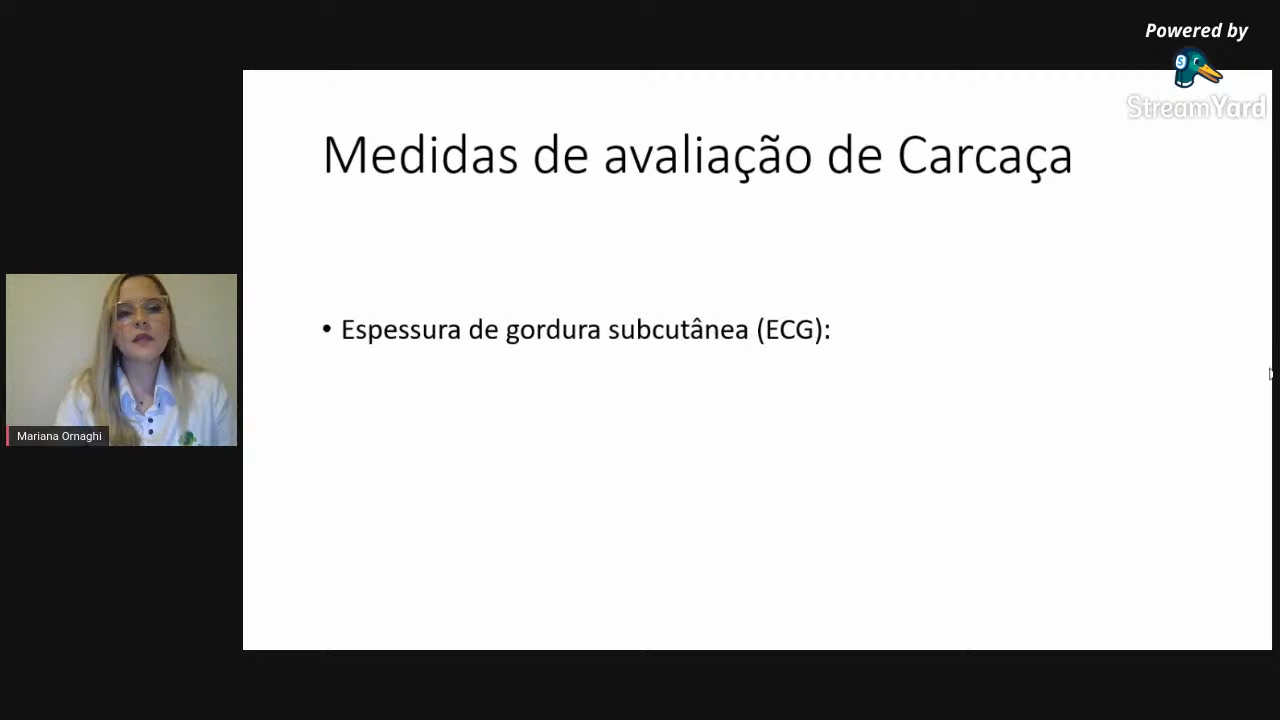 Powered by
StreamYard
Medidas de avaliação de Carcaça
• Espessura de gordura subcutânea (ECG):
Mariana Ornaghi